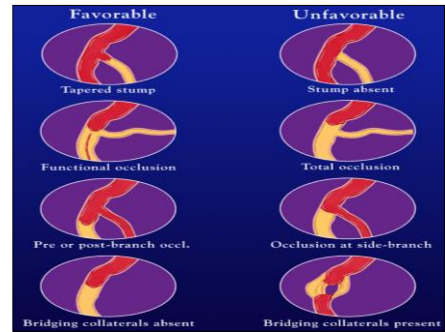 Favorable
Unfavorable
Tapered stump
Stump absent
Functional occlusion
Total occlusion
Pre or post-branch occl.
Occlusion at side-branch
Bridging collaterals absent
Bridging collaterals present